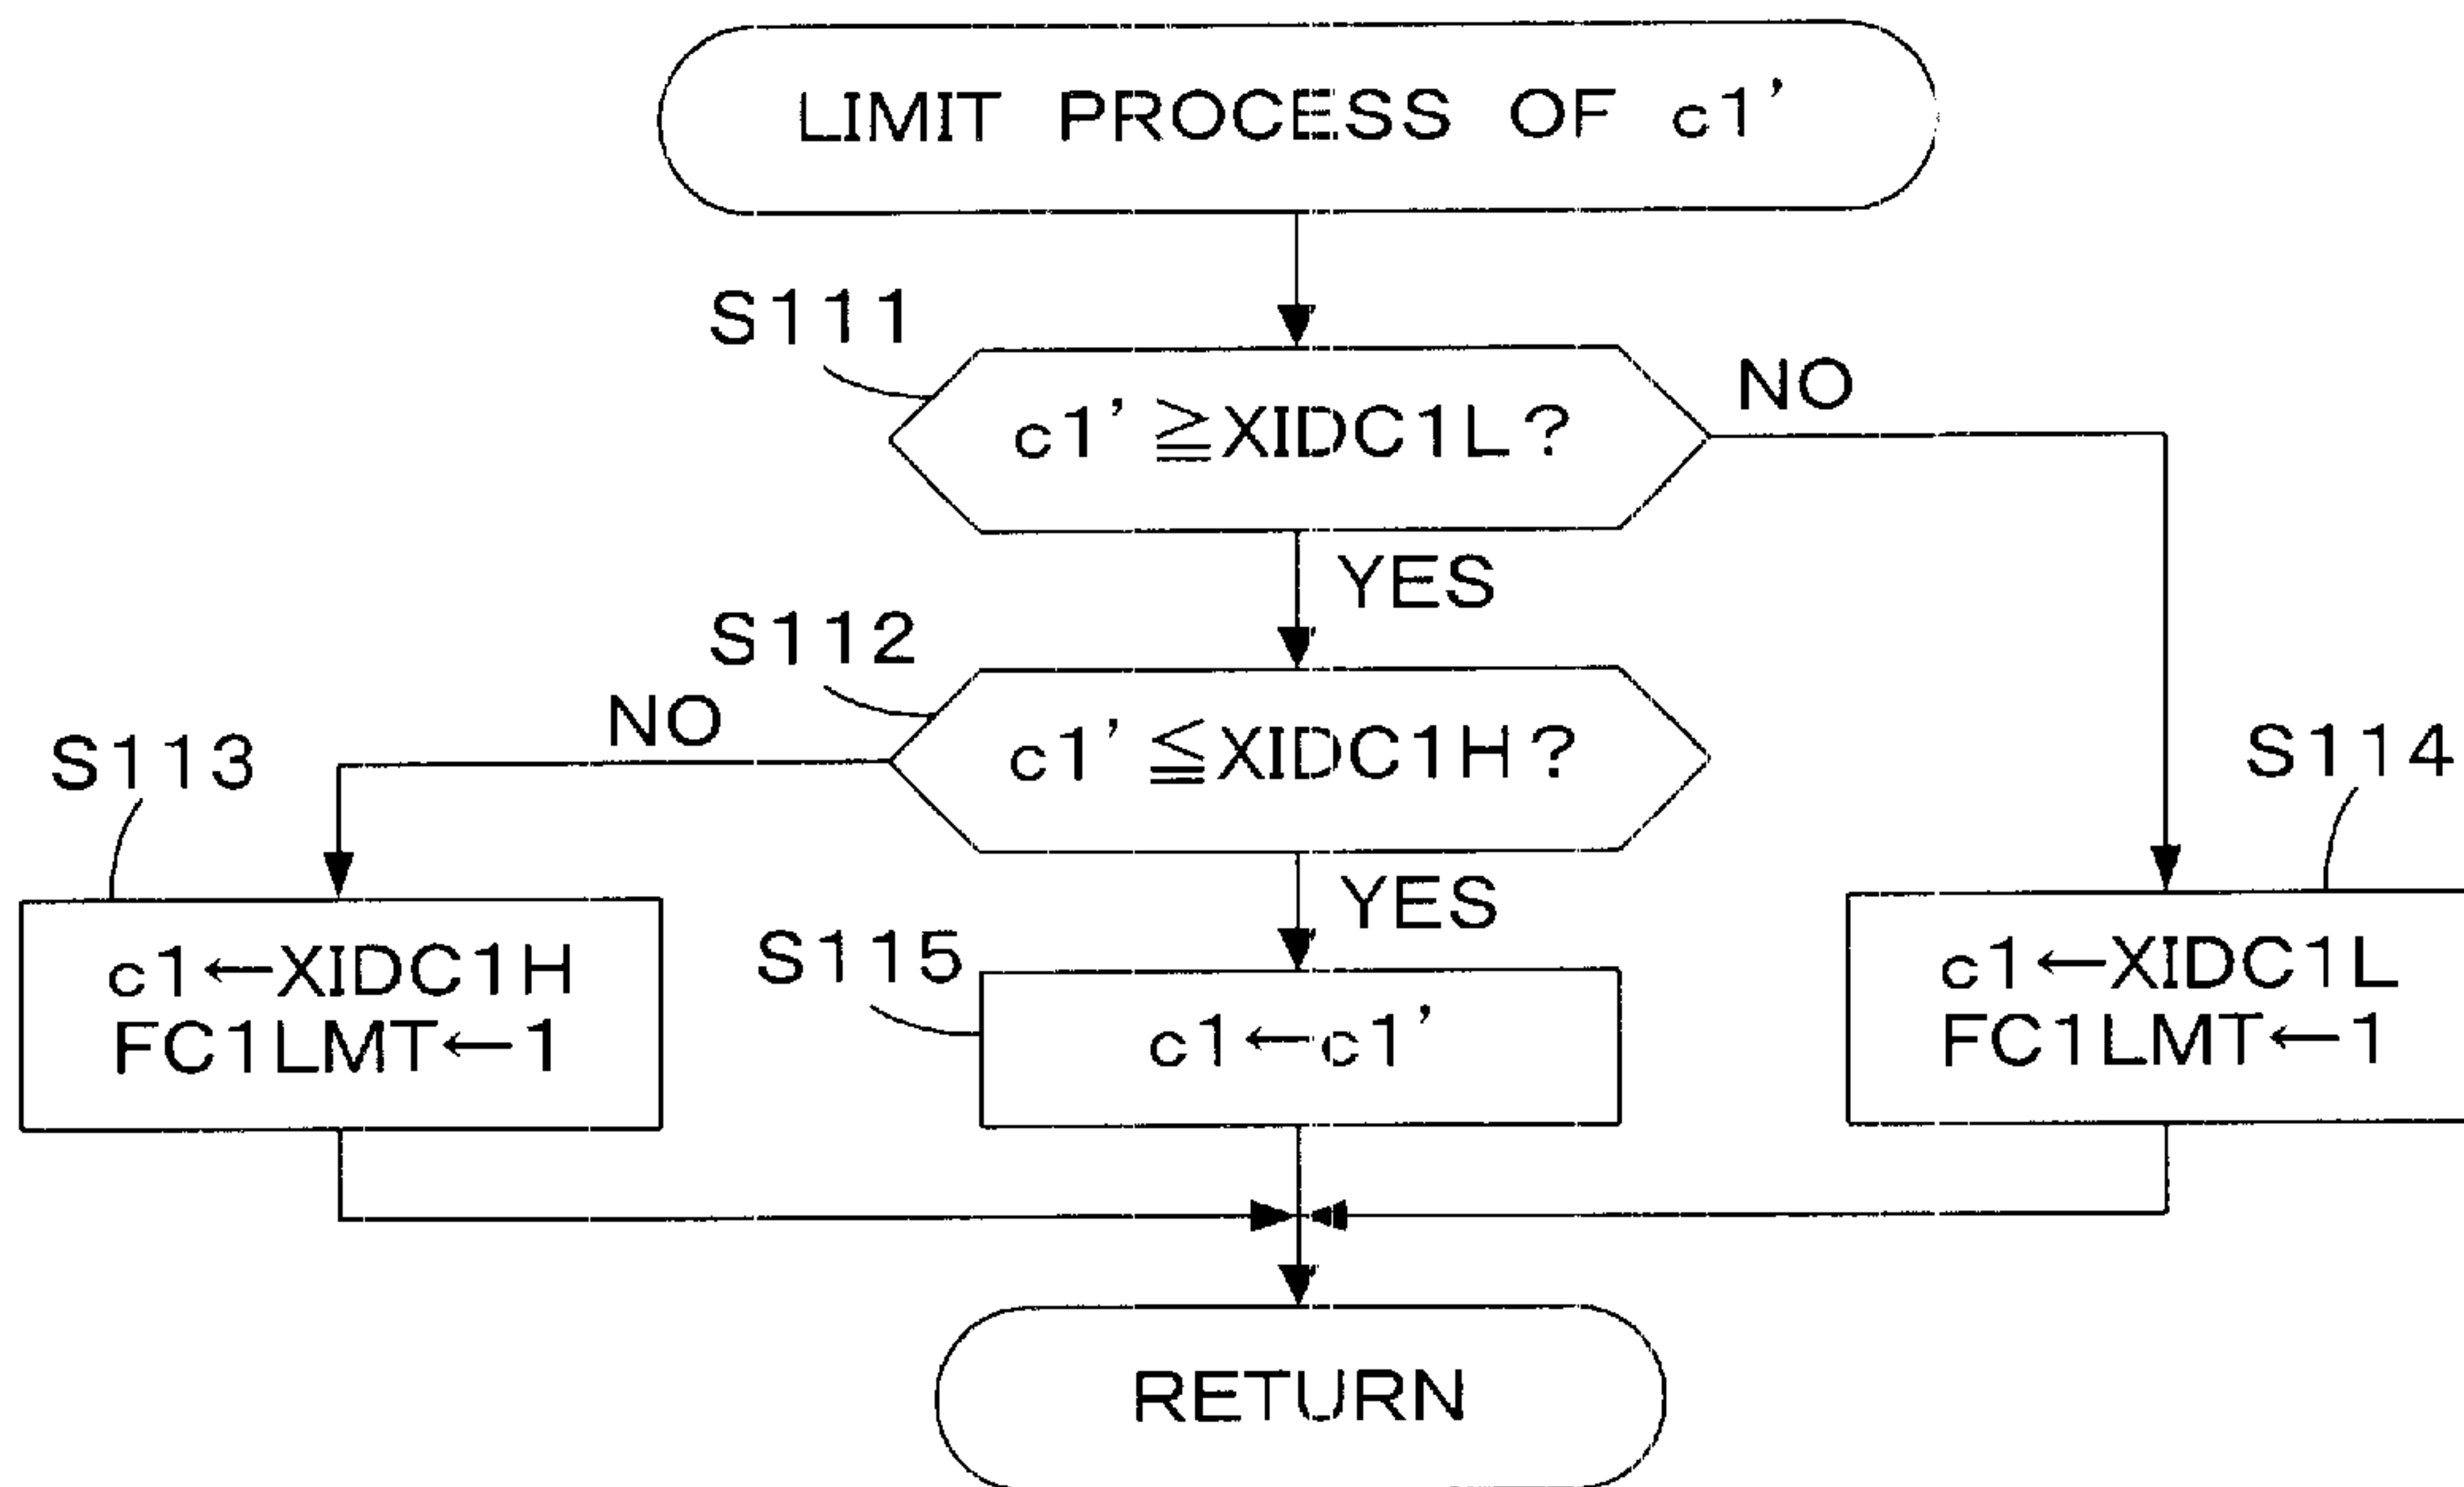 LIMIT PROCESS OF c1'
S111
c1' ≧XIDC1L?
NO
YES
S112
c1' ≦XIDC1H?
NO
S113
S114
YES
c1←XIDC1H
FC1LMT←1
S115
c1←c1'
c1←XIDC1L
FC1LMT←1
RETURN